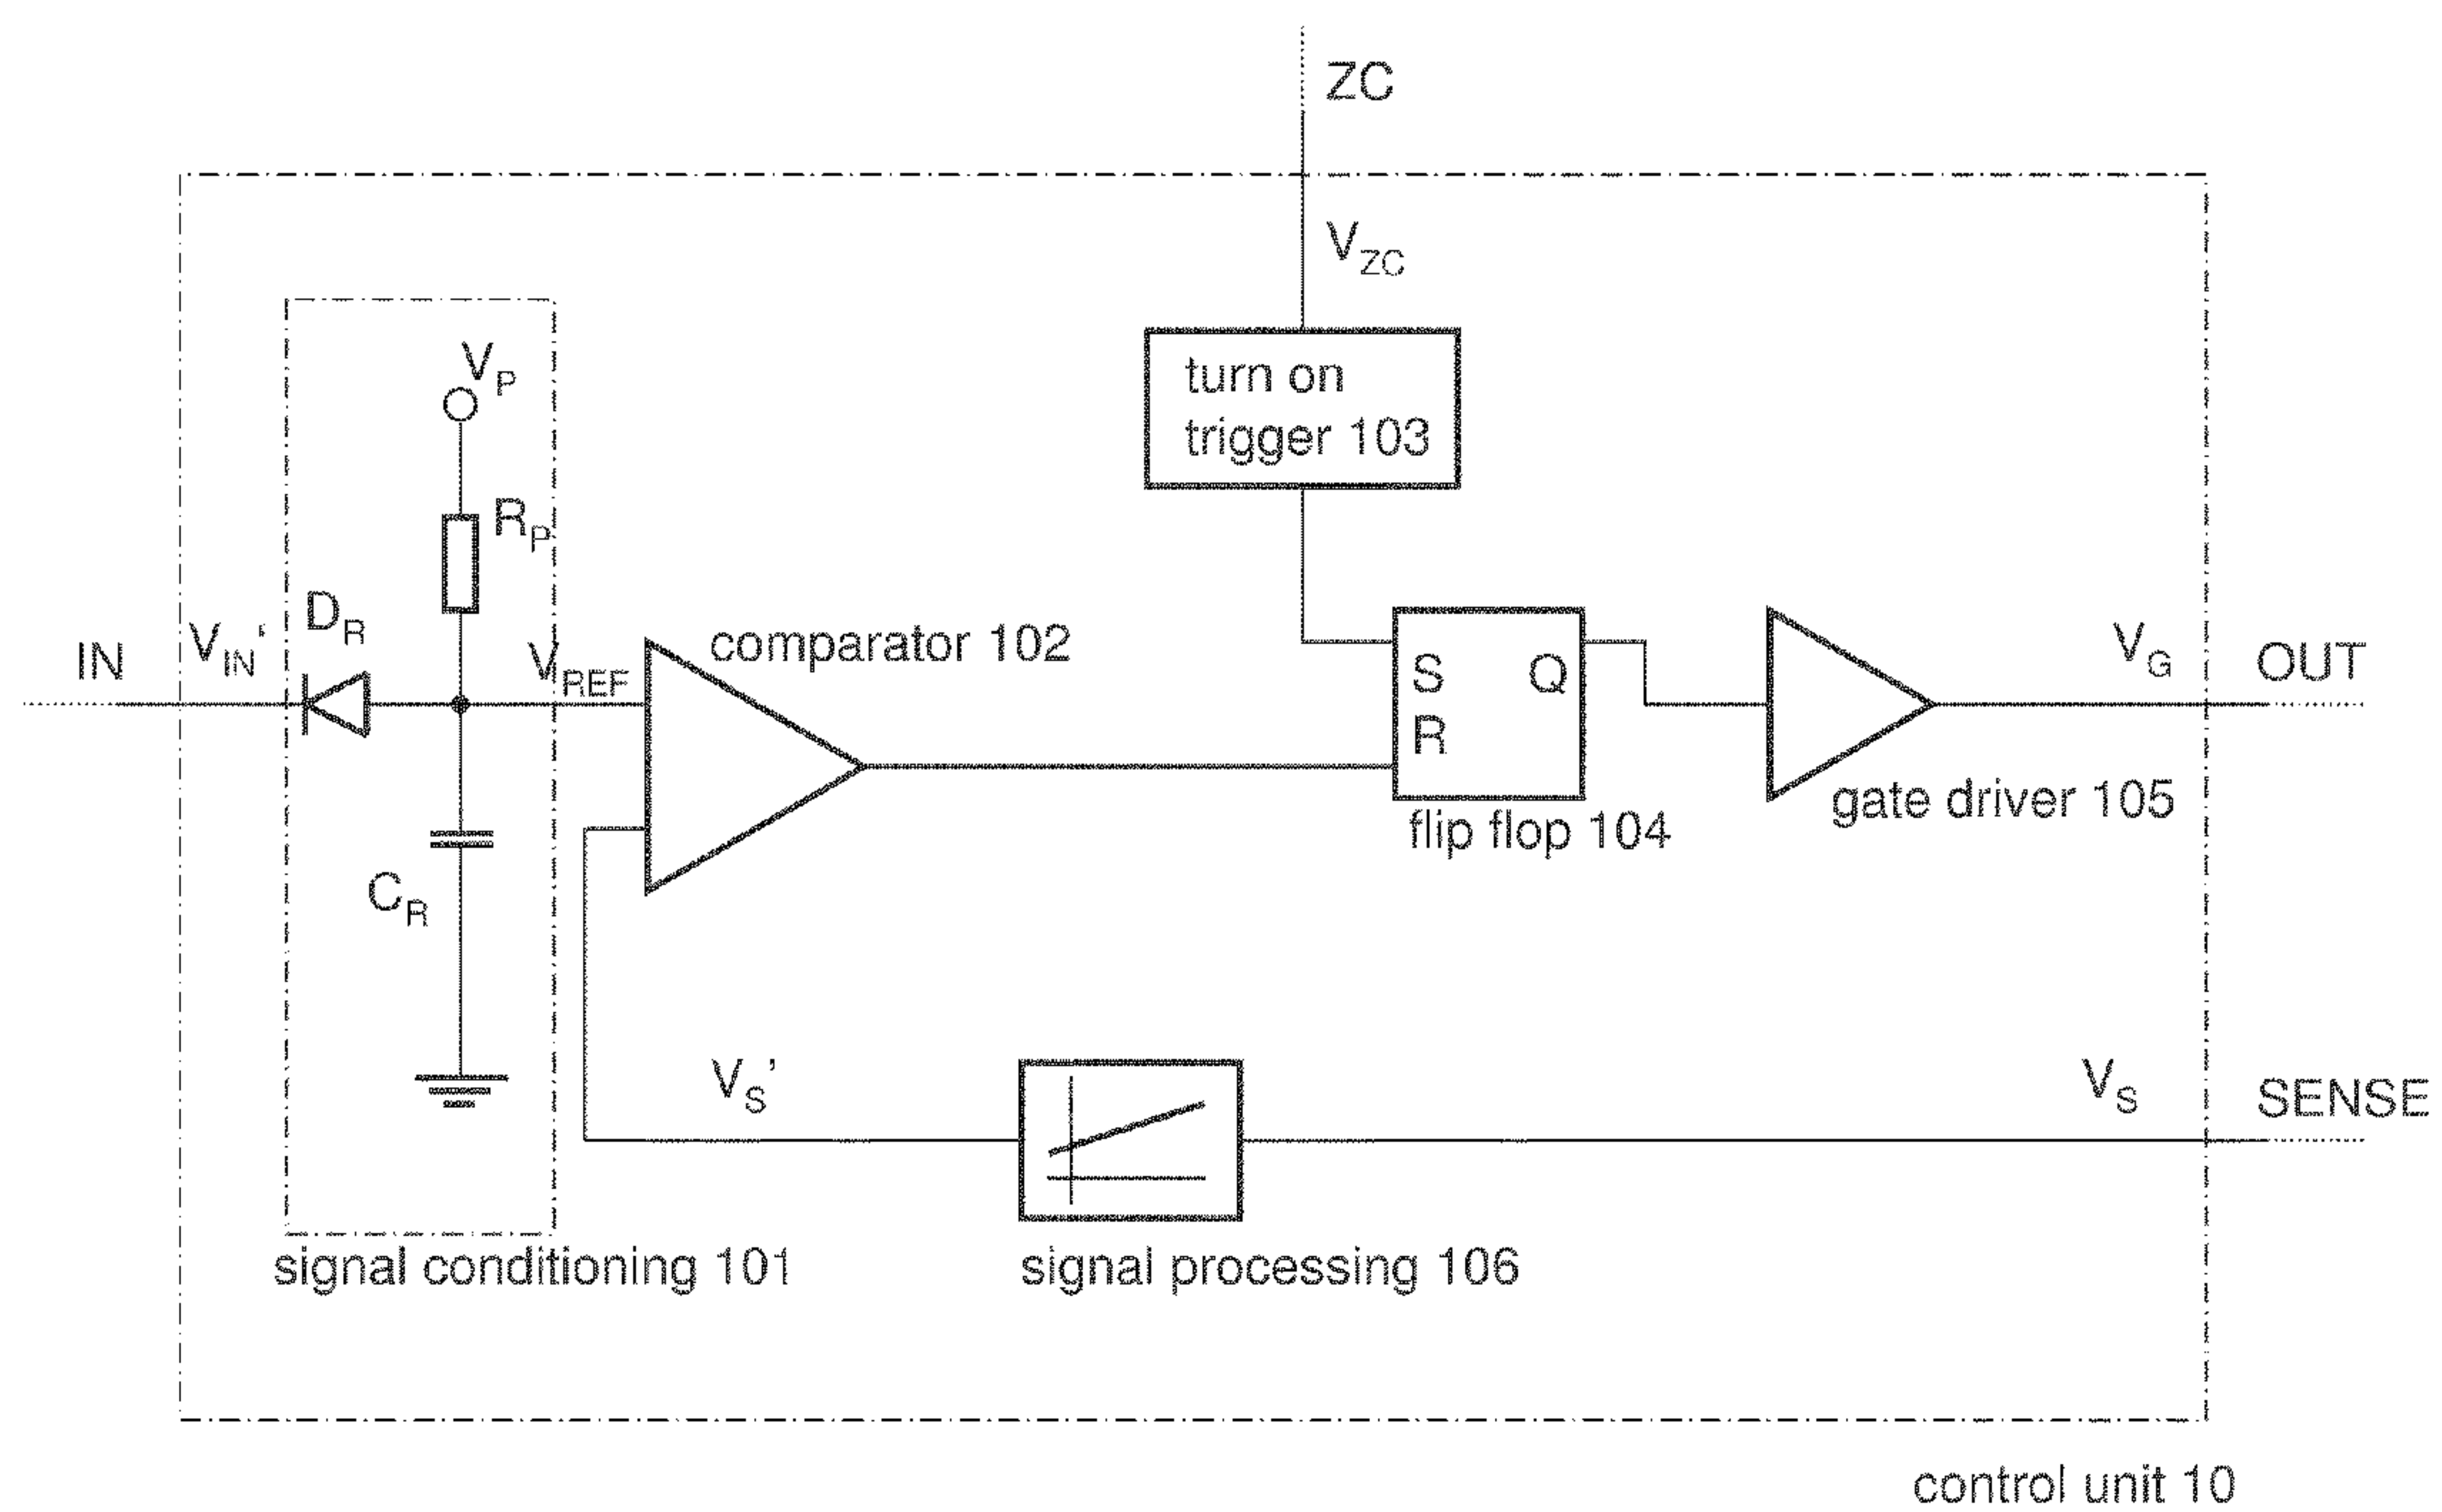 ZC
V_ZC
turn on
trigger 103
V_P
R_P
D_R
IN
V_IN'
V_REF
comparator 102
S
Q
R
flip flop 104
V_G
OUT
gate driver 105
C_R
V_S'
V_S
SENSE
signal conditioning 101
signal processing 106
control unit 10